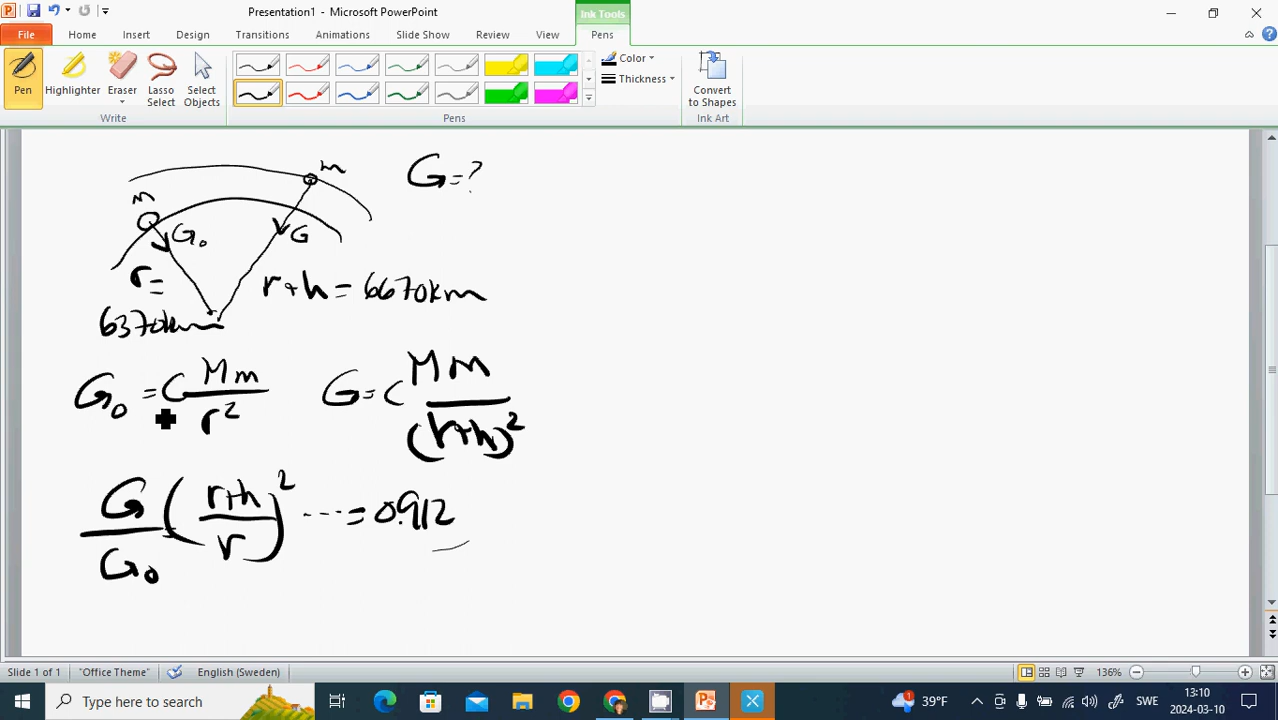 Presentation1 - Microsoft PowerPoint
Ink Tools
File Home Insert Design Transitions Animations Slide Show Review View Pens
Pen Highlighter Eraser Lasso Select Select Objects
Color
Thickness
Convert to Shapes
Write Pens Ink Art
m
G=?
m
G₀
G
r=
r+h=6670km
6370km
G₀=C Mm/r²
G=C Mm/(r+h)²
G/G₀ (r+h/r)² ...=0.912
Slide 1 of 1 "Office Theme" English (Sweden) 136%
Type here to search
1 39°F SWE 13:10
2024-03-10